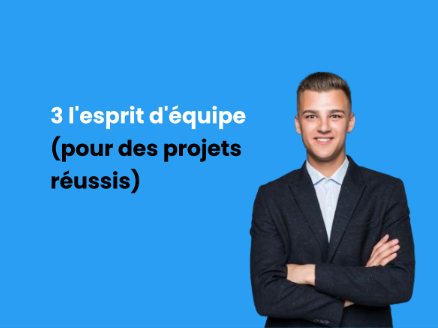 3 l'esprit d'équipe
(pour des projets
réussis)